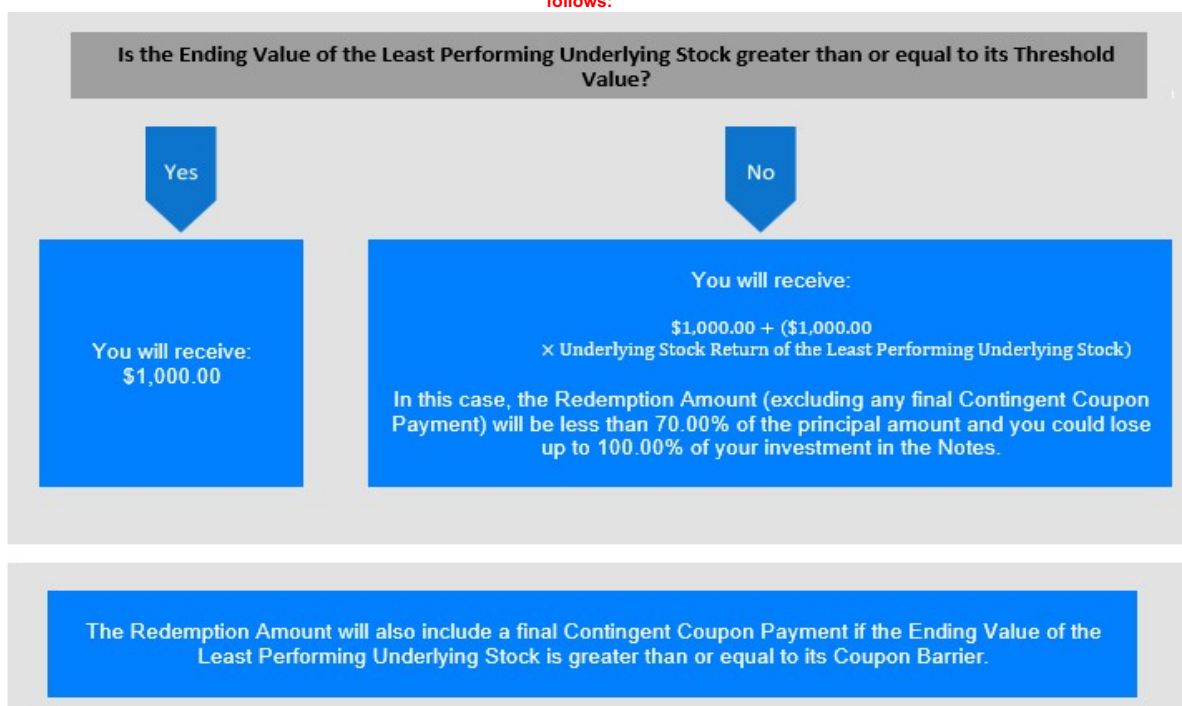 follows:
Is the Ending Value of the Least Performing Underlying Stock greater than or equal to its Threshold
Value?
Yes
No
You will receive:
$1,000.00
You will receive:
$1,000.00 + ($1,000.00
× Underlying Stock Return of the Least Performing Underlying Stock)
In this case, the Redemption Amount (excluding any final Contingent Coupon
Payment) will be less than 70.00% of the principal amount and you could lose
up to 100.00% of your investment in the Notes.
The Redemption Amount will also include a final Contingent Coupon Payment if the Ending Value of the
Least Performing Underlying Stock is greater than or equal to its Coupon Barrier.